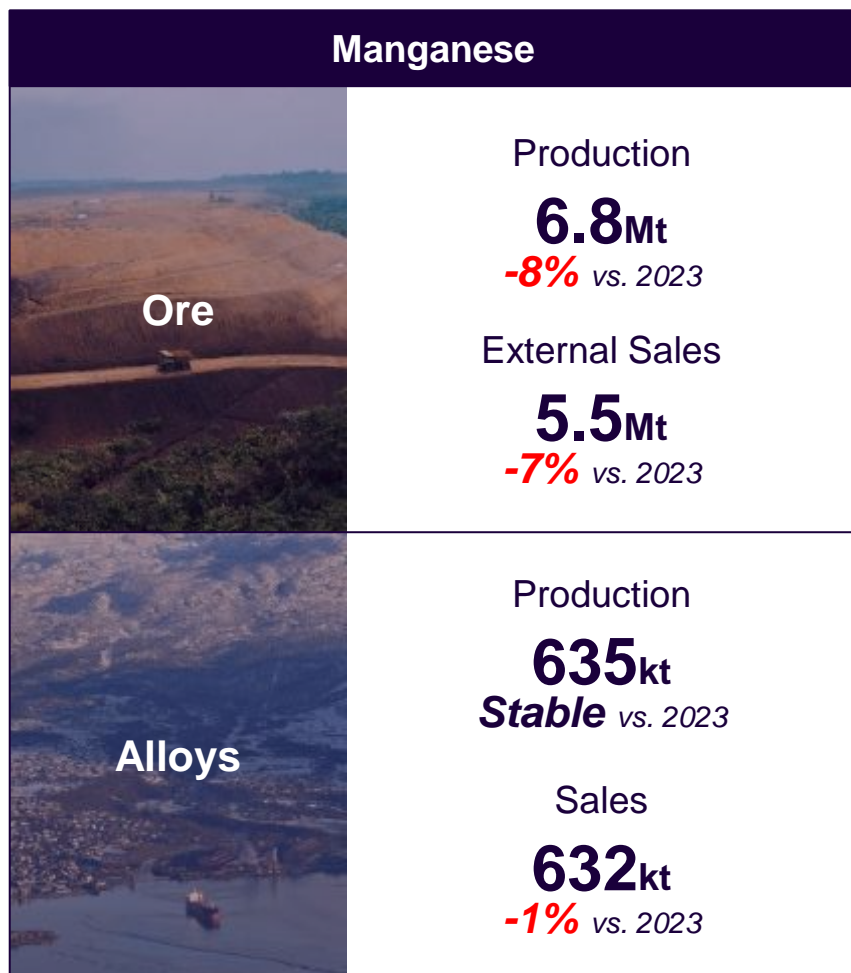 Manganese
Ore
Production
6.8Mt
-8% vs. 2023
External Sales
5.5Mt
-7% vs. 2023
Alloys
Production
635kt
Stable vs. 2023
Sales
632kt
-1% vs. 2023